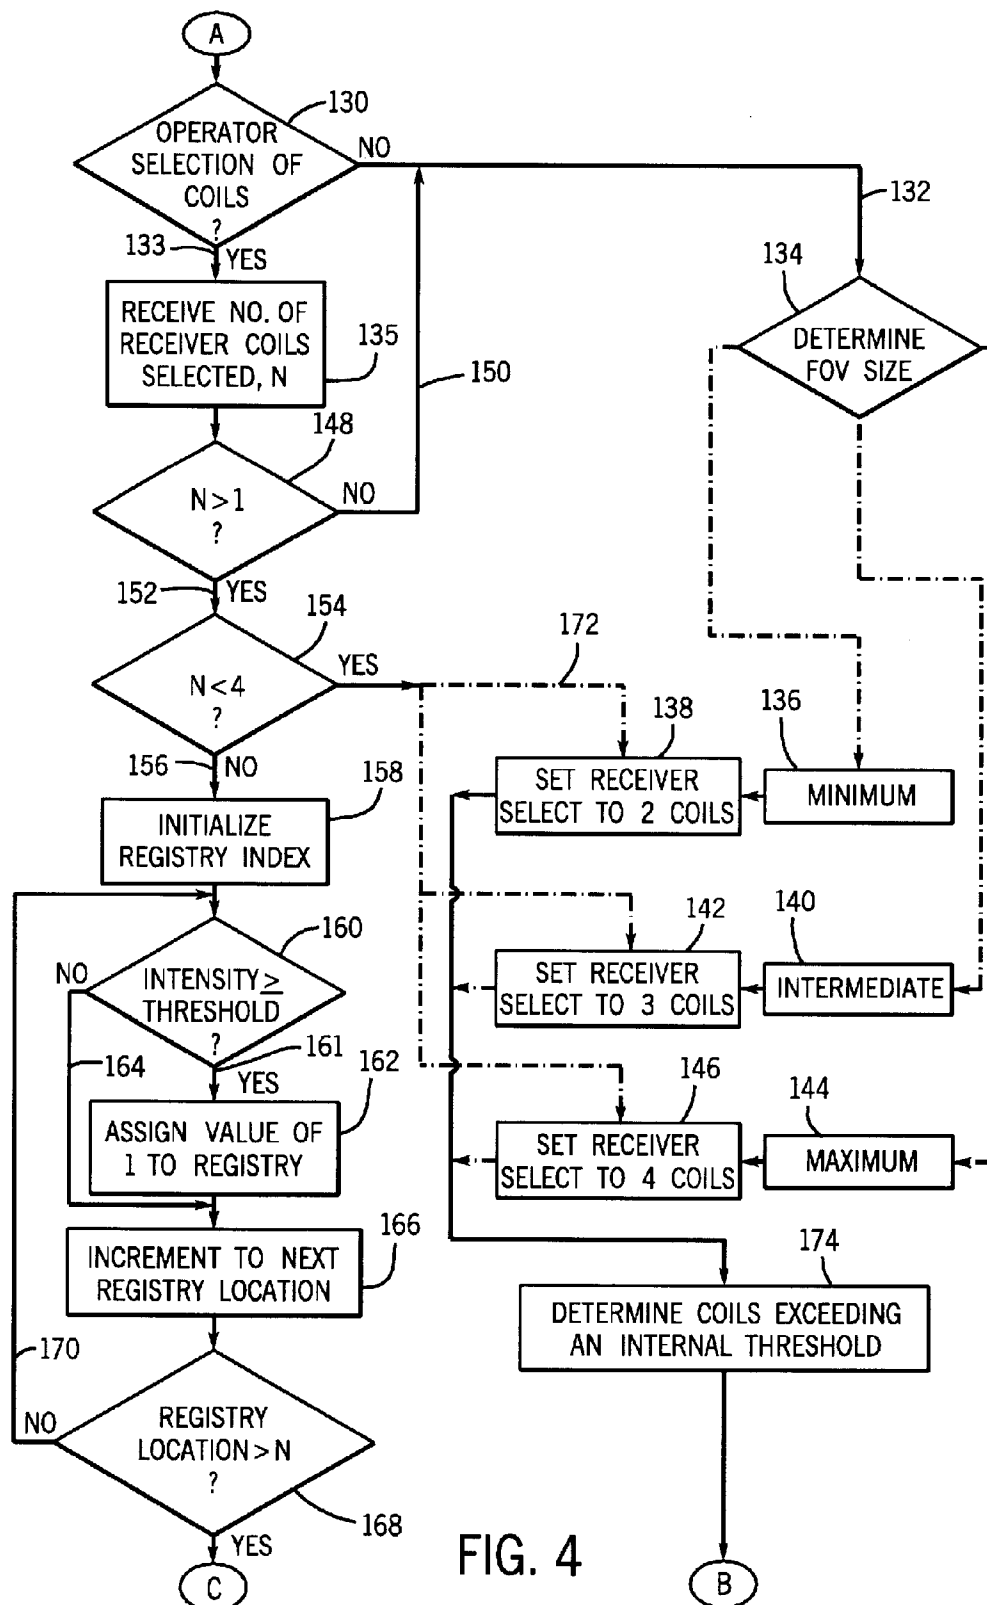 A
130
OPERATOR
SELECTION OF
COILS
?
NO
132
133
YES
134
DETERMINE
FOV SIZE
RECEIVE NO. OF
RECEIVER COILS
SELECTED, N
135
150
148
N>1
?
NO
152
YES
154
N<4
?
YES
172
156
NO
138
SET RECEIVER
SELECT TO 2 COILS
136
MINIMUM
158
INITIALIZE
REGISTRY INDEX
160
NO
INTENSITY ≥
THRESHOLD
?
142
SET RECEIVER
SELECT TO 3 COILS
140
INTERMEDIATE
161
164
YES
162
ASSIGN VALUE OF
1 TO REGISTRY
146
SET RECEIVER
SELECT TO 4 COILS
144
MAXIMUM
166
INCREMENT TO NEXT
REGISTRY LOCATION
174
DETERMINE COILS EXCEEDING
AN INTERNAL THRESHOLD
170
NO
REGISTRY
LOCATION>N
?
168
YES
C
FIG. 4
B